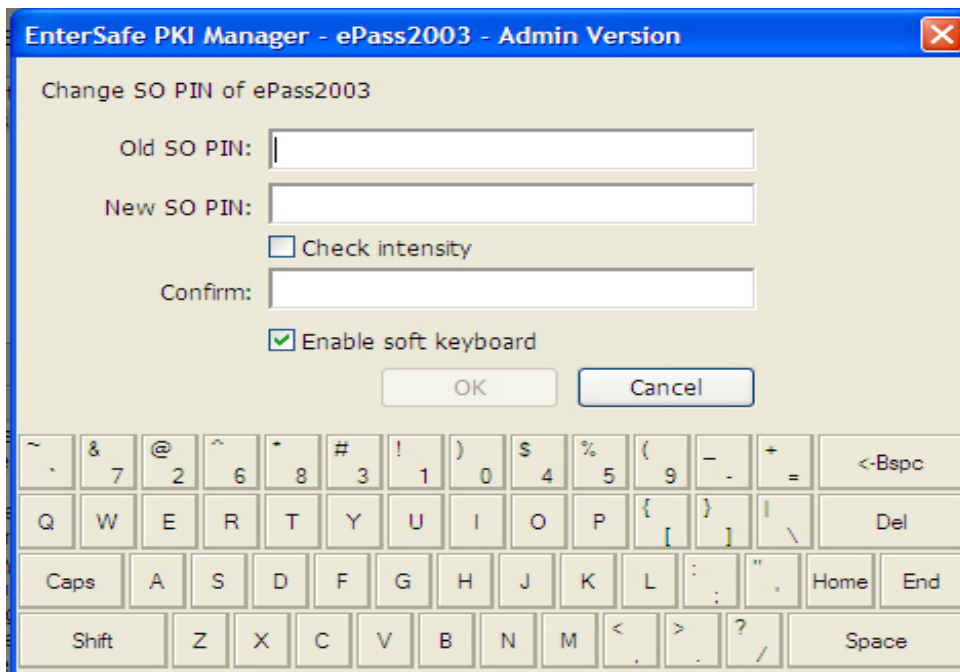 EnterSafe PKI Manager - ePass2003 - Admin Version
Change SO PIN of ePass2003
Old SO PIN:
New SO PIN:
Check intensity
Confirm:
Enable soft keyboard
OK Cancel
~ ` & 7 @ 2 ^ 6 * 8 # 3 ! 1 ) 0 $ 4 % 5 ( 9 _ - + = <-Bspc
Q W E R T Y U I O P { [ } ] | \ Del
Caps A S D F G H J K L : ; " ' Home End
Shift Z X C V B N M < , > . ? / Space